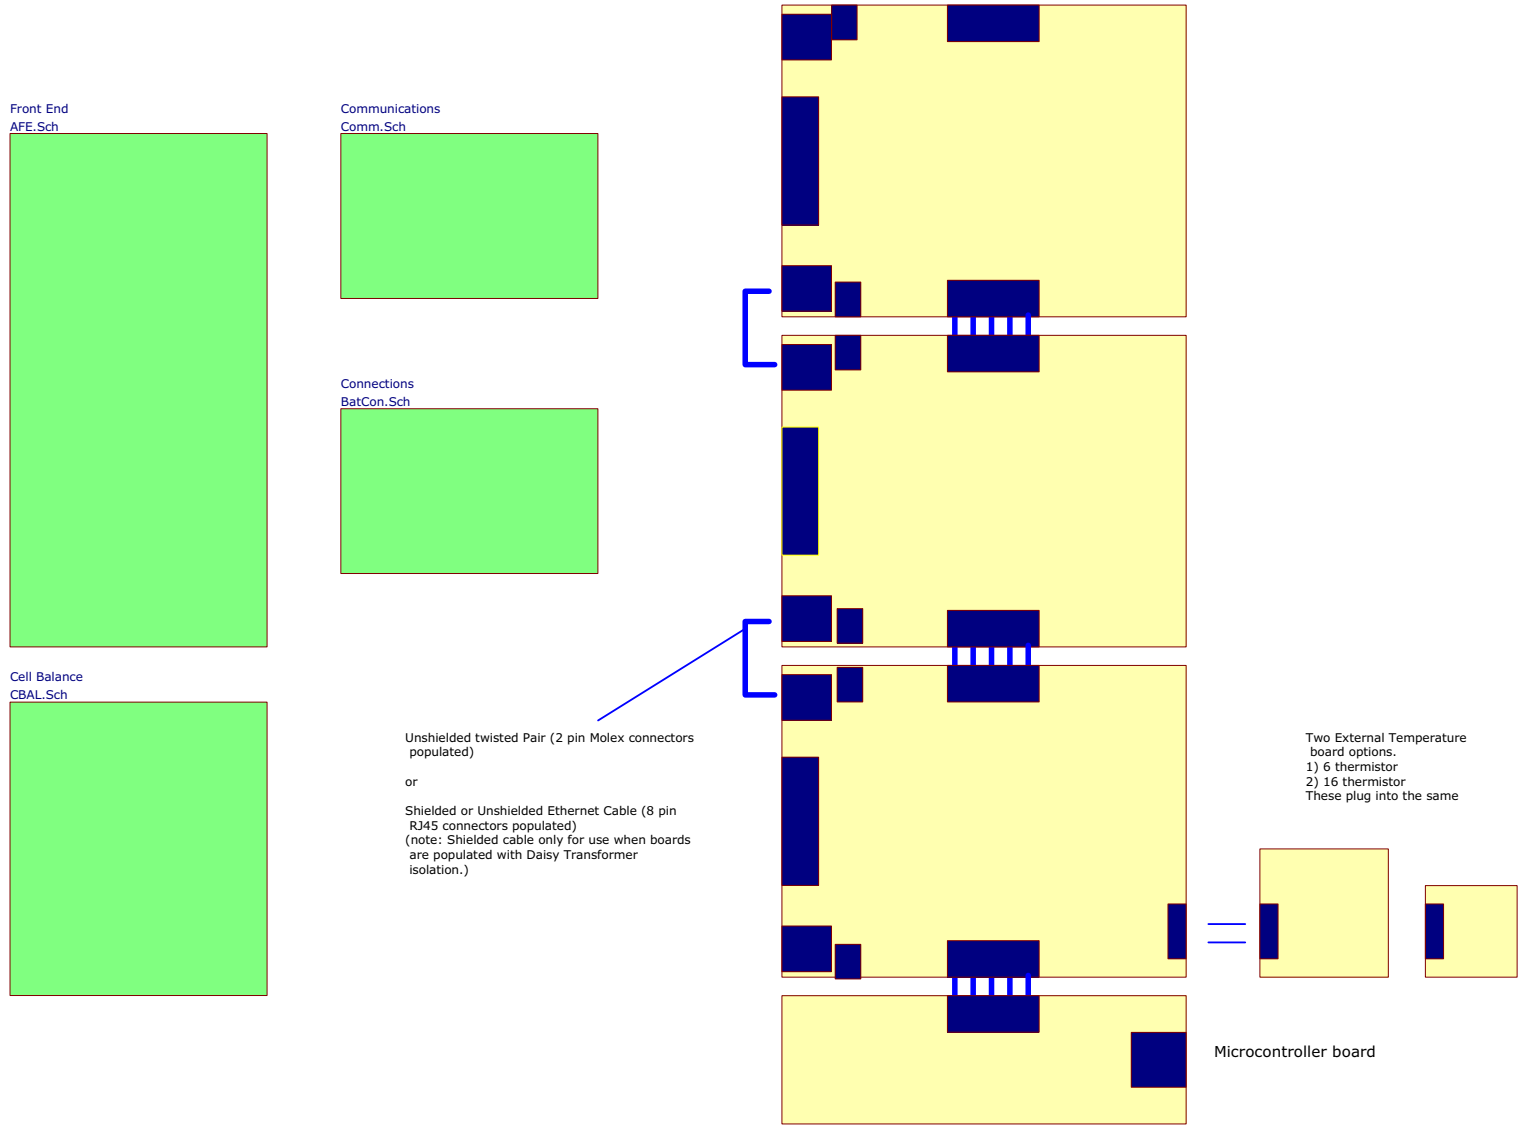 Front End
AFE.Sch
Communications
Comm.Sch
Connections
BatCon.Sch
Cell Balance
CBAL.Sch
Unshielded twisted Pair (2 pin Molex connectors
populated)
or
Shielded or Unshielded Ethernet Cable (8 pin
RJ45 connectors populated)
(note: Shielded cable only for use when boards
are populated with Daisy Transformer
isolation.)
Two External Temperature
board options.
1) 6 thermistor
2) 16 thermistor
These plug into the same
Microcontroller board